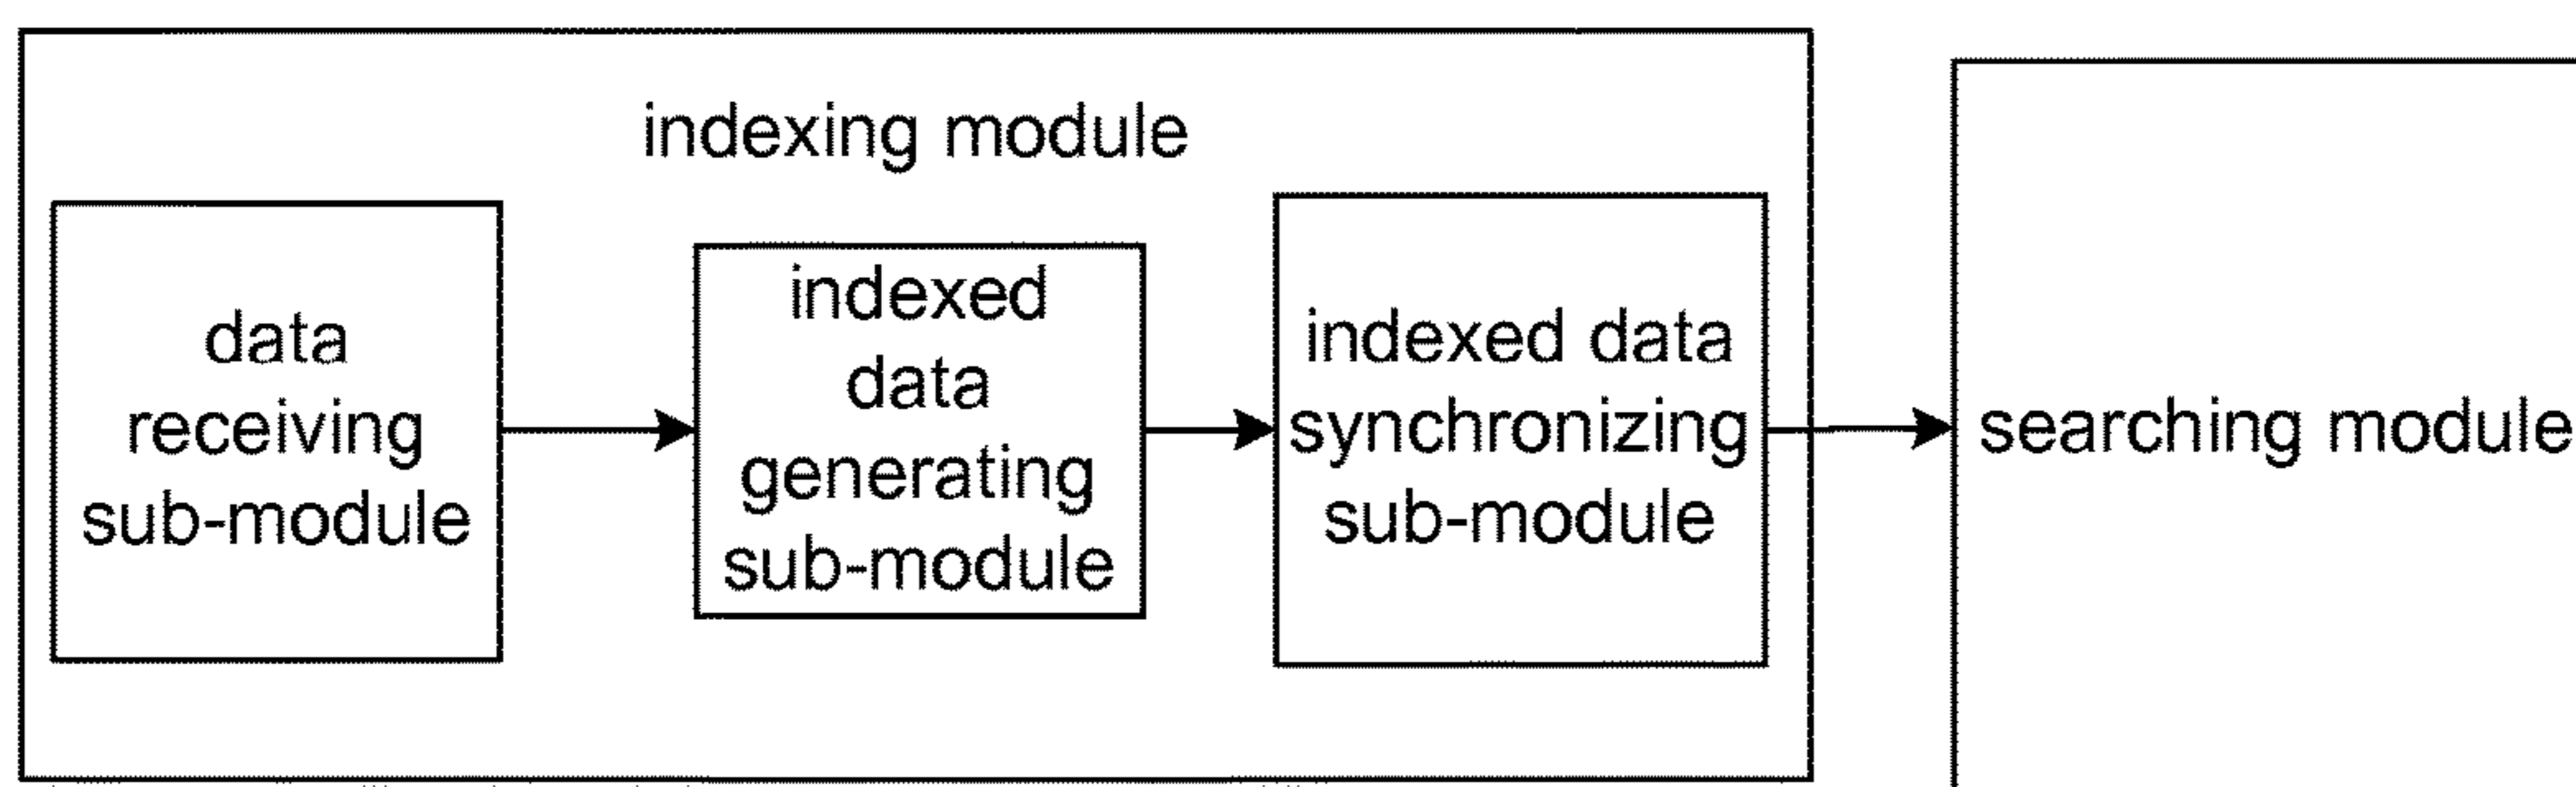 indexing module
data
receiving
sub-module
indexed
data
generating
sub-module
indexed data
synchronizing
sub-module
searching module